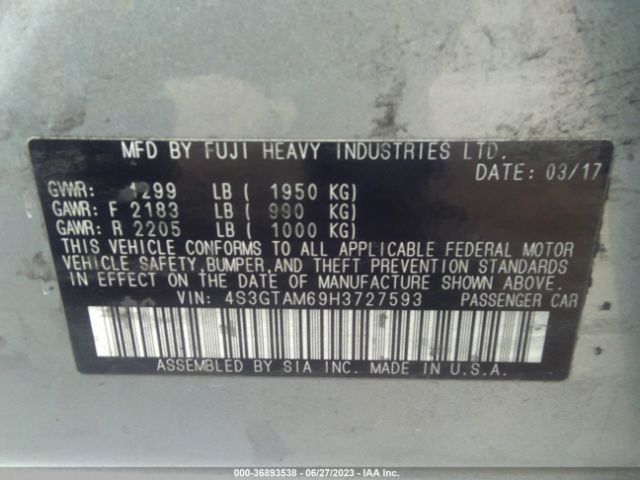 MFD BY FUJI HEAVY INDUSTRIES LTD.
DATE: 03/17
GVWR: 1299 LB ( 1950 KG)
GAWR: F 2183 LB ( 990 KG)
GAWR: R 2205 LB ( 1000 KG)
THIS VEHICLE CONFORMS TO ALL APPLICABLE FEDERAL MOTOR
VEHICLE SAFETY, BUMPER, AND THEFT PREVENTION STANDARDS
IN EFFECT ON THE DATE OF MANUFACTURE SHOWN ABOVE.
VIN: 4S3GTAM69H3727593 PASSENGER CAR
ASSEMBLED BY SIA INC. MADE IN U.S.A.
000-36893538 - 06/27/2023 - IAA Inc.